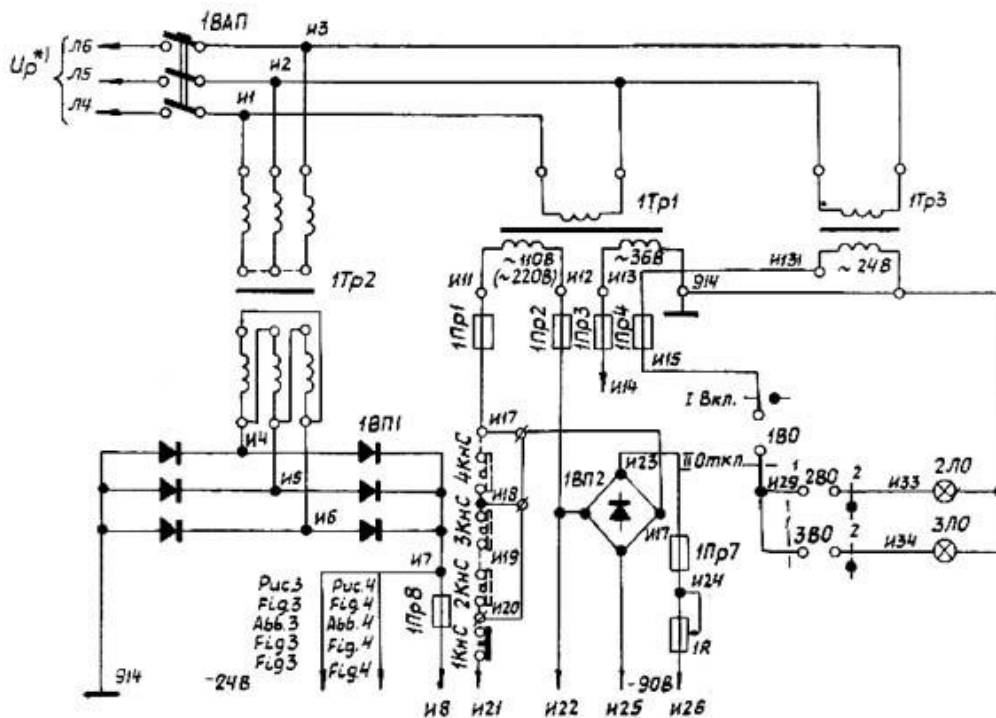 1ВАП
И3
И2
И1
Uр*)
Л6
Л5
Л4
1Тр1
1Тр3
1Тр2
~110В
(~220В)
~36В
~24В
И11
И12
И13
914
И131
1Пр1
1Пр2
1Пр3
1Пр4
И14
И15
I Вкл.
1ВО
II Откл.
И4
И5
И6
1ВП1
И7
1Пр8
И17
4КнС
И18
3КнС
И19
2КнС
И20
1КнС
1ВП2
И23
И17
1Пр7
И24
1R
И29
1
2ВО
2
И33
2ЛО
3ВО
2
И34
3ЛО
Рис.3
Fig.3
Abb.3
Fig.3
Fig3
Рис.4
Fig.4
Abb.4
Fig.4
Fig.4
914
-24В
И8
И21
И22
И25
-90В
И26